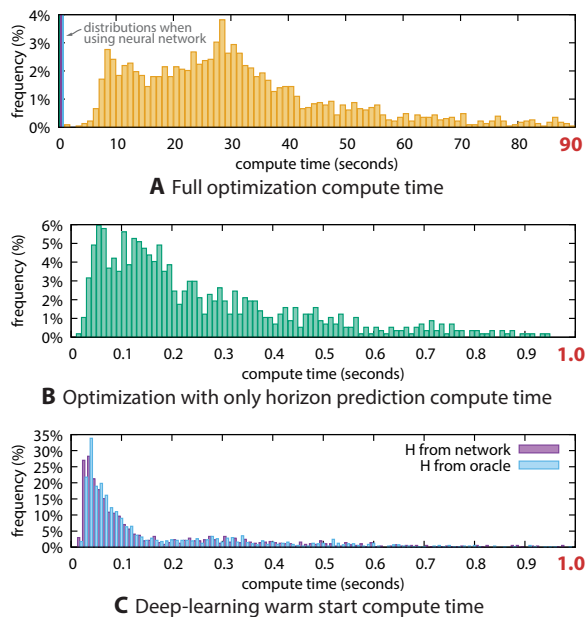 4%
3%
2%
1%
0%
frequency (%)
distributions when
using neural network
0 10 20 30 40 50 60 70 80 90
compute time (seconds)
A Full optimization compute time
6%
5%
4%
3%
2%
1%
0%
frequency (%)
0 0.1 0.2 0.3 0.4 0.5 0.6 0.7 0.8 0.9 1.0
compute time (seconds)
B Optimization with only horizon prediction compute time
35%
30%
25%
20%
15%
10%
5%
0%
frequency (%)
H from network
H from oracle
0 0.1 0.2 0.3 0.4 0.5 0.6 0.7 0.8 0.9 1.0
compute time (seconds)
C Deep-learning warm start compute time